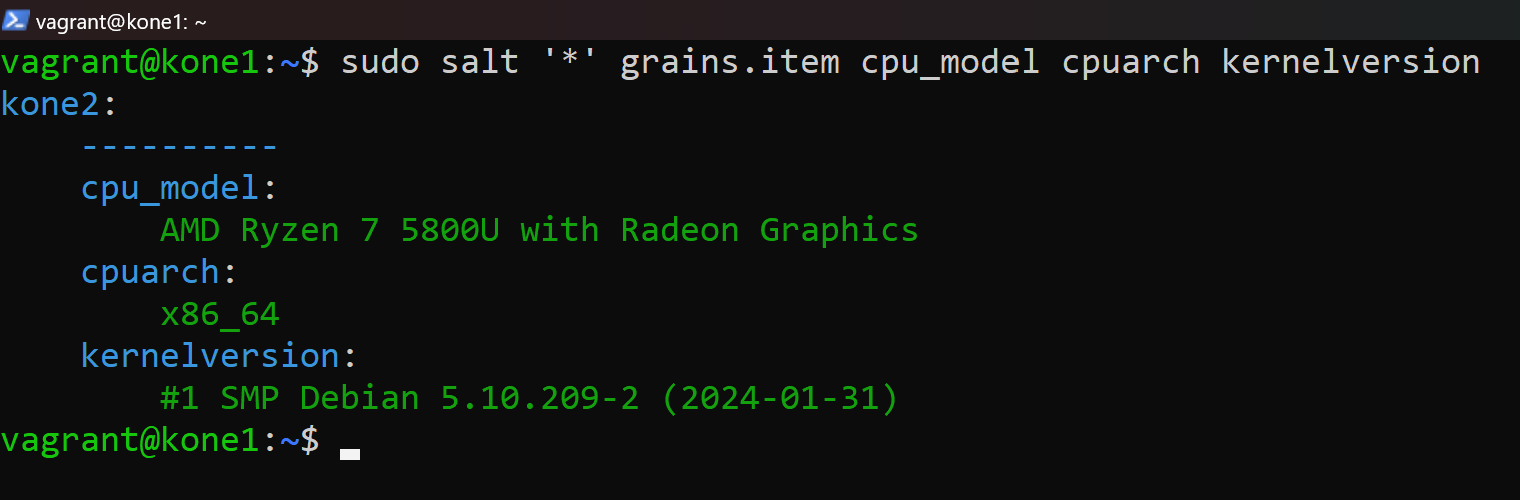 vagrant@kone1: ~
vagrant@kone1:~$ sudo salt '*' grains.item cpu_model cpuarch kernelversion
kone2:
    ----------
    cpu_model:
        AMD Ryzen 7 5800U with Radeon Graphics
    cpuarch:
        x86_64
    kernelversion:
        #1 SMP Debian 5.10.209-2 (2024-01-31)
vagrant@kone1:~$